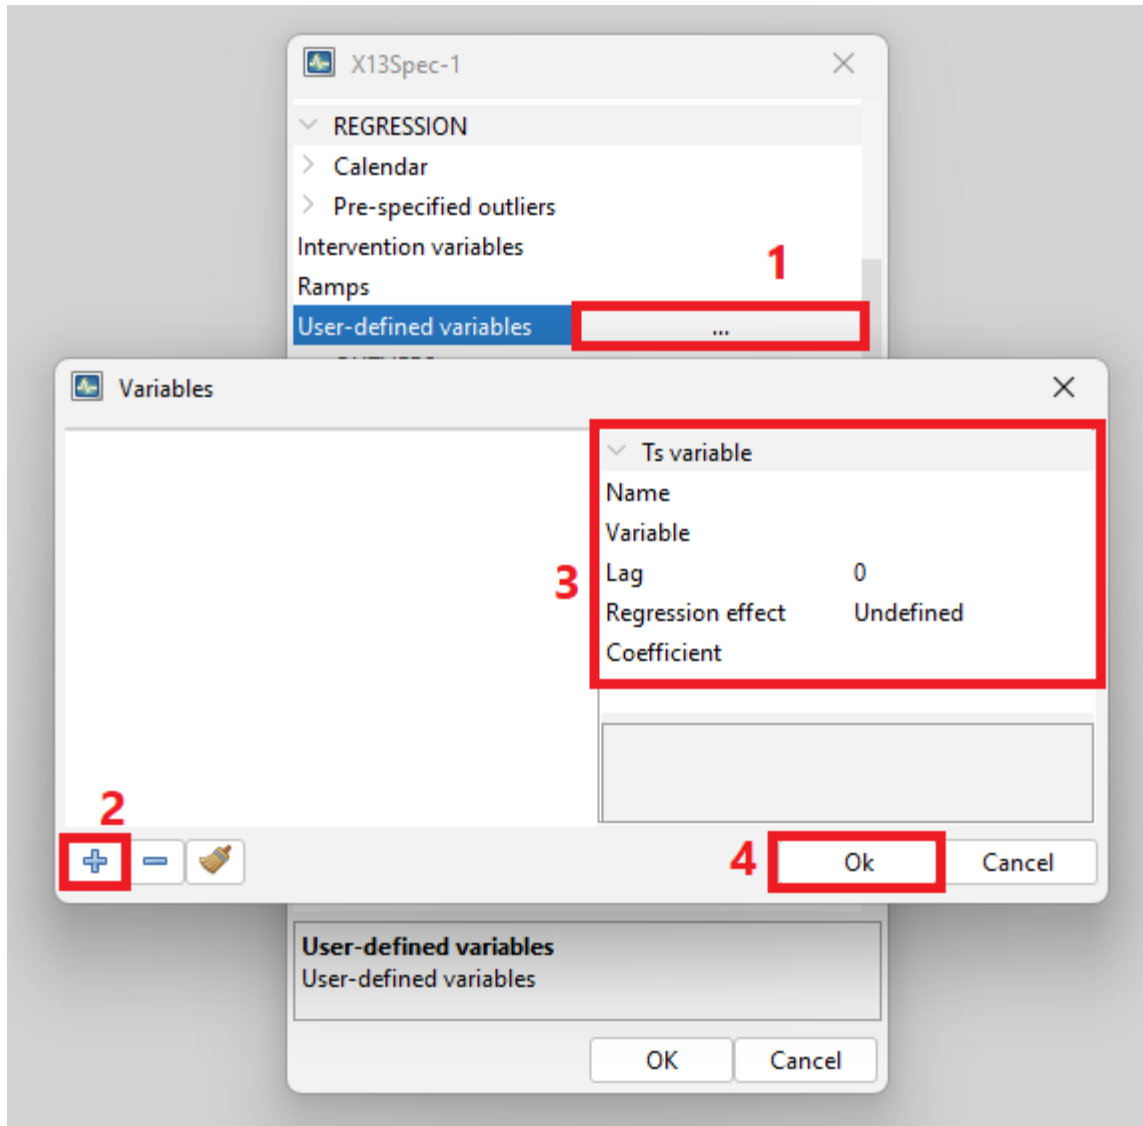 X13Spec-1
REGRESSION
Calendar
Pre-specified outliers
Intervention variables
1
Ramps
User-defined variables ...
Variables
Ts variable
Name
Variable
3
Lag 0
Regression effect Undefined
Coefficient
2
4
Ok Cancel
User-defined variables
User-defined variables
OK Cancel